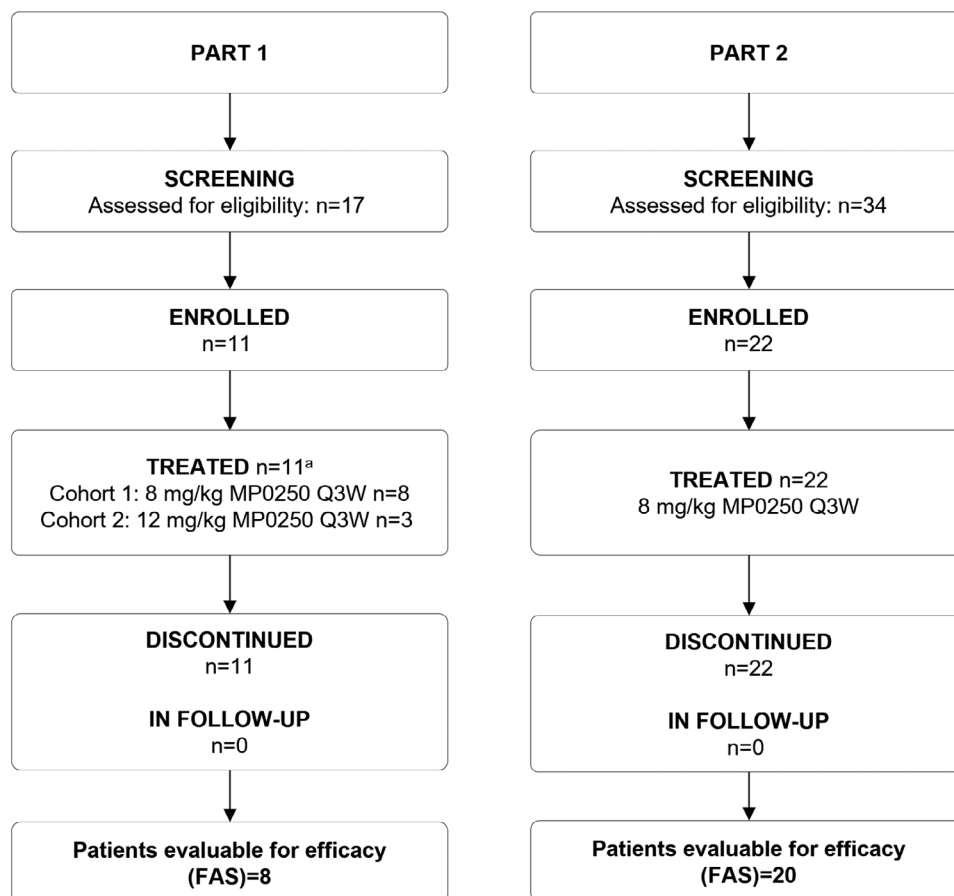 PART 1
SCREENING
Assessed for eligibility: n=17
ENROLLED
n=11
TREATED n=11ᵃ
Cohort 1: 8 mg/kg MP0250 Q3W n=8
Cohort 2: 12 mg/kg MP0250 Q3W n=3
DISCONTINUED
n=11
IN FOLLOW-UP
n=0
Patients evaluable for efficacy
(FAS)=8
PART 2
SCREENING
Assessed for eligibility: n=34
ENROLLED
n=22
TREATED n=22
8 mg/kg MP0250 Q3W
DISCONTINUED
n=22
IN FOLLOW-UP
n=0
Patients evaluable for efficacy
(FAS)=20